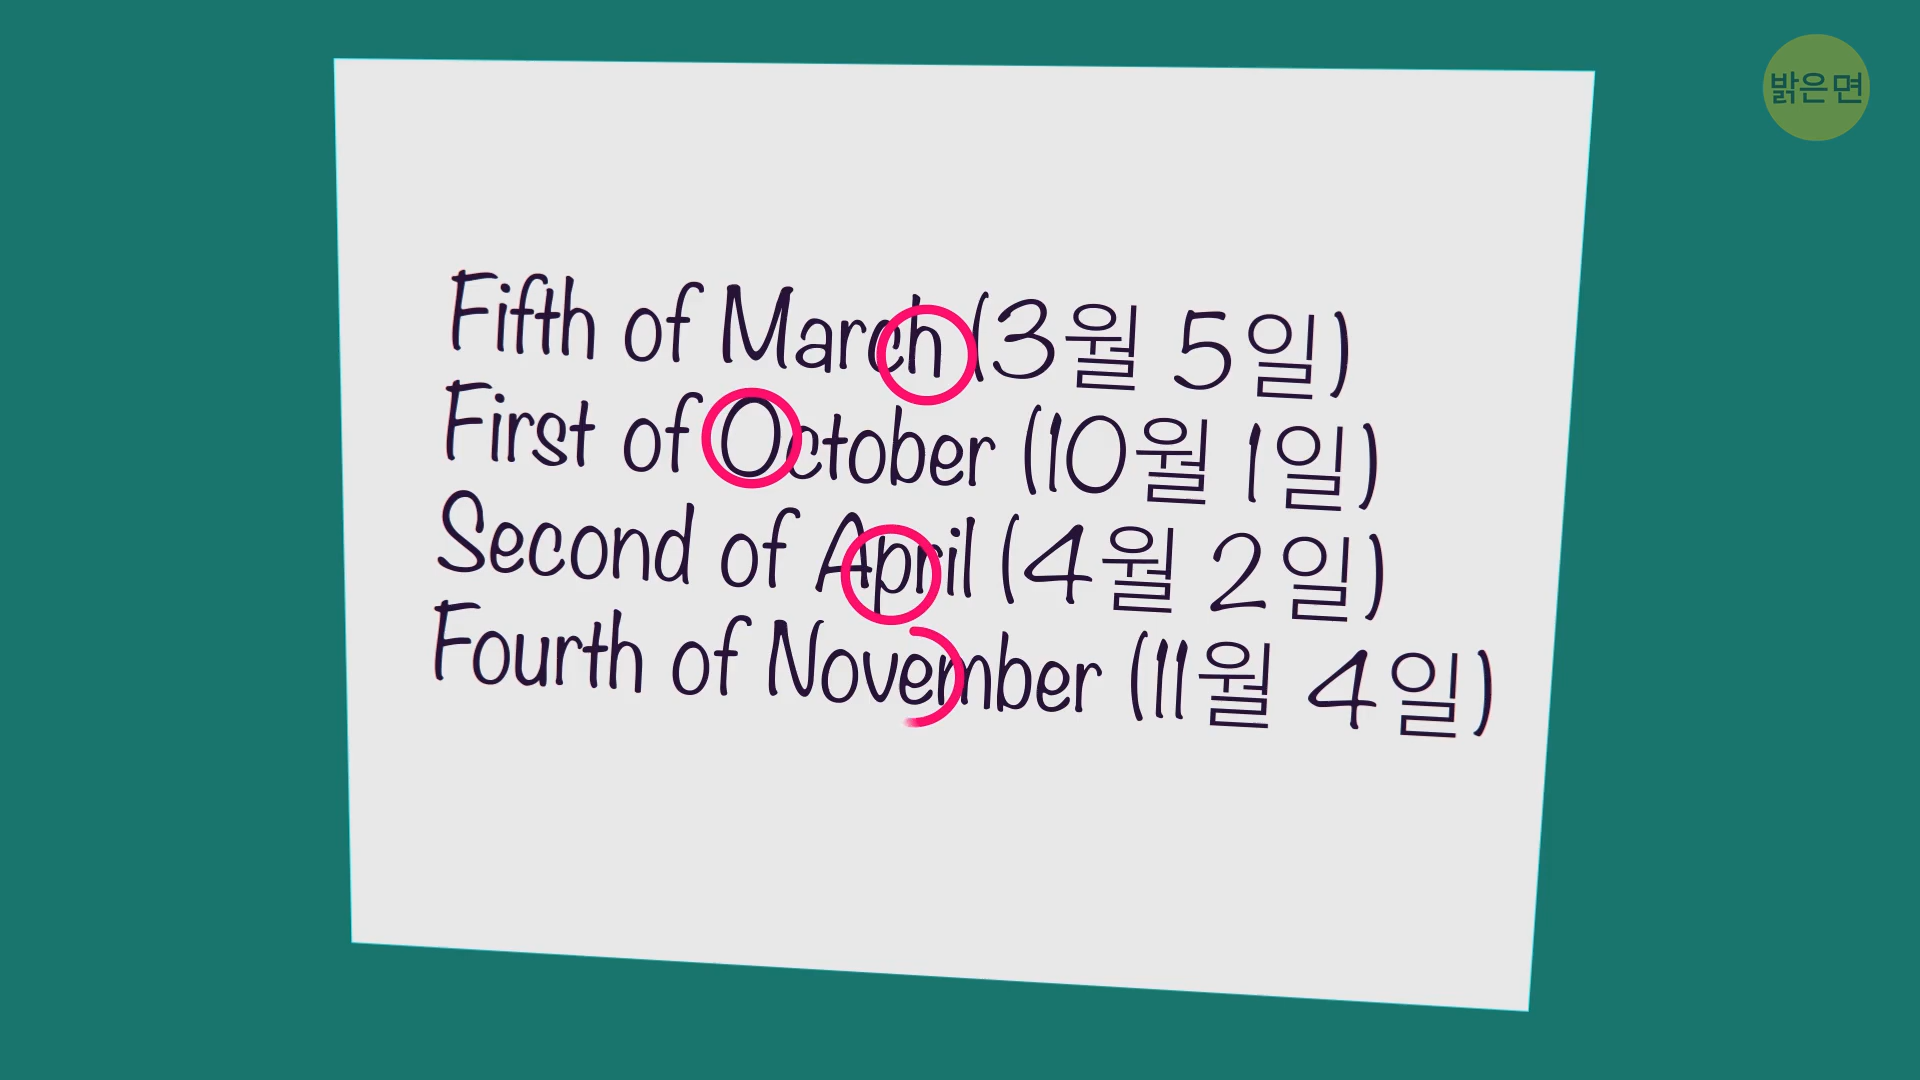 밝은면
Fifth of March (3월 5일)
First of October (10월 1일)
Second of April (4월 2일)
Fourth of November (11월 4일)